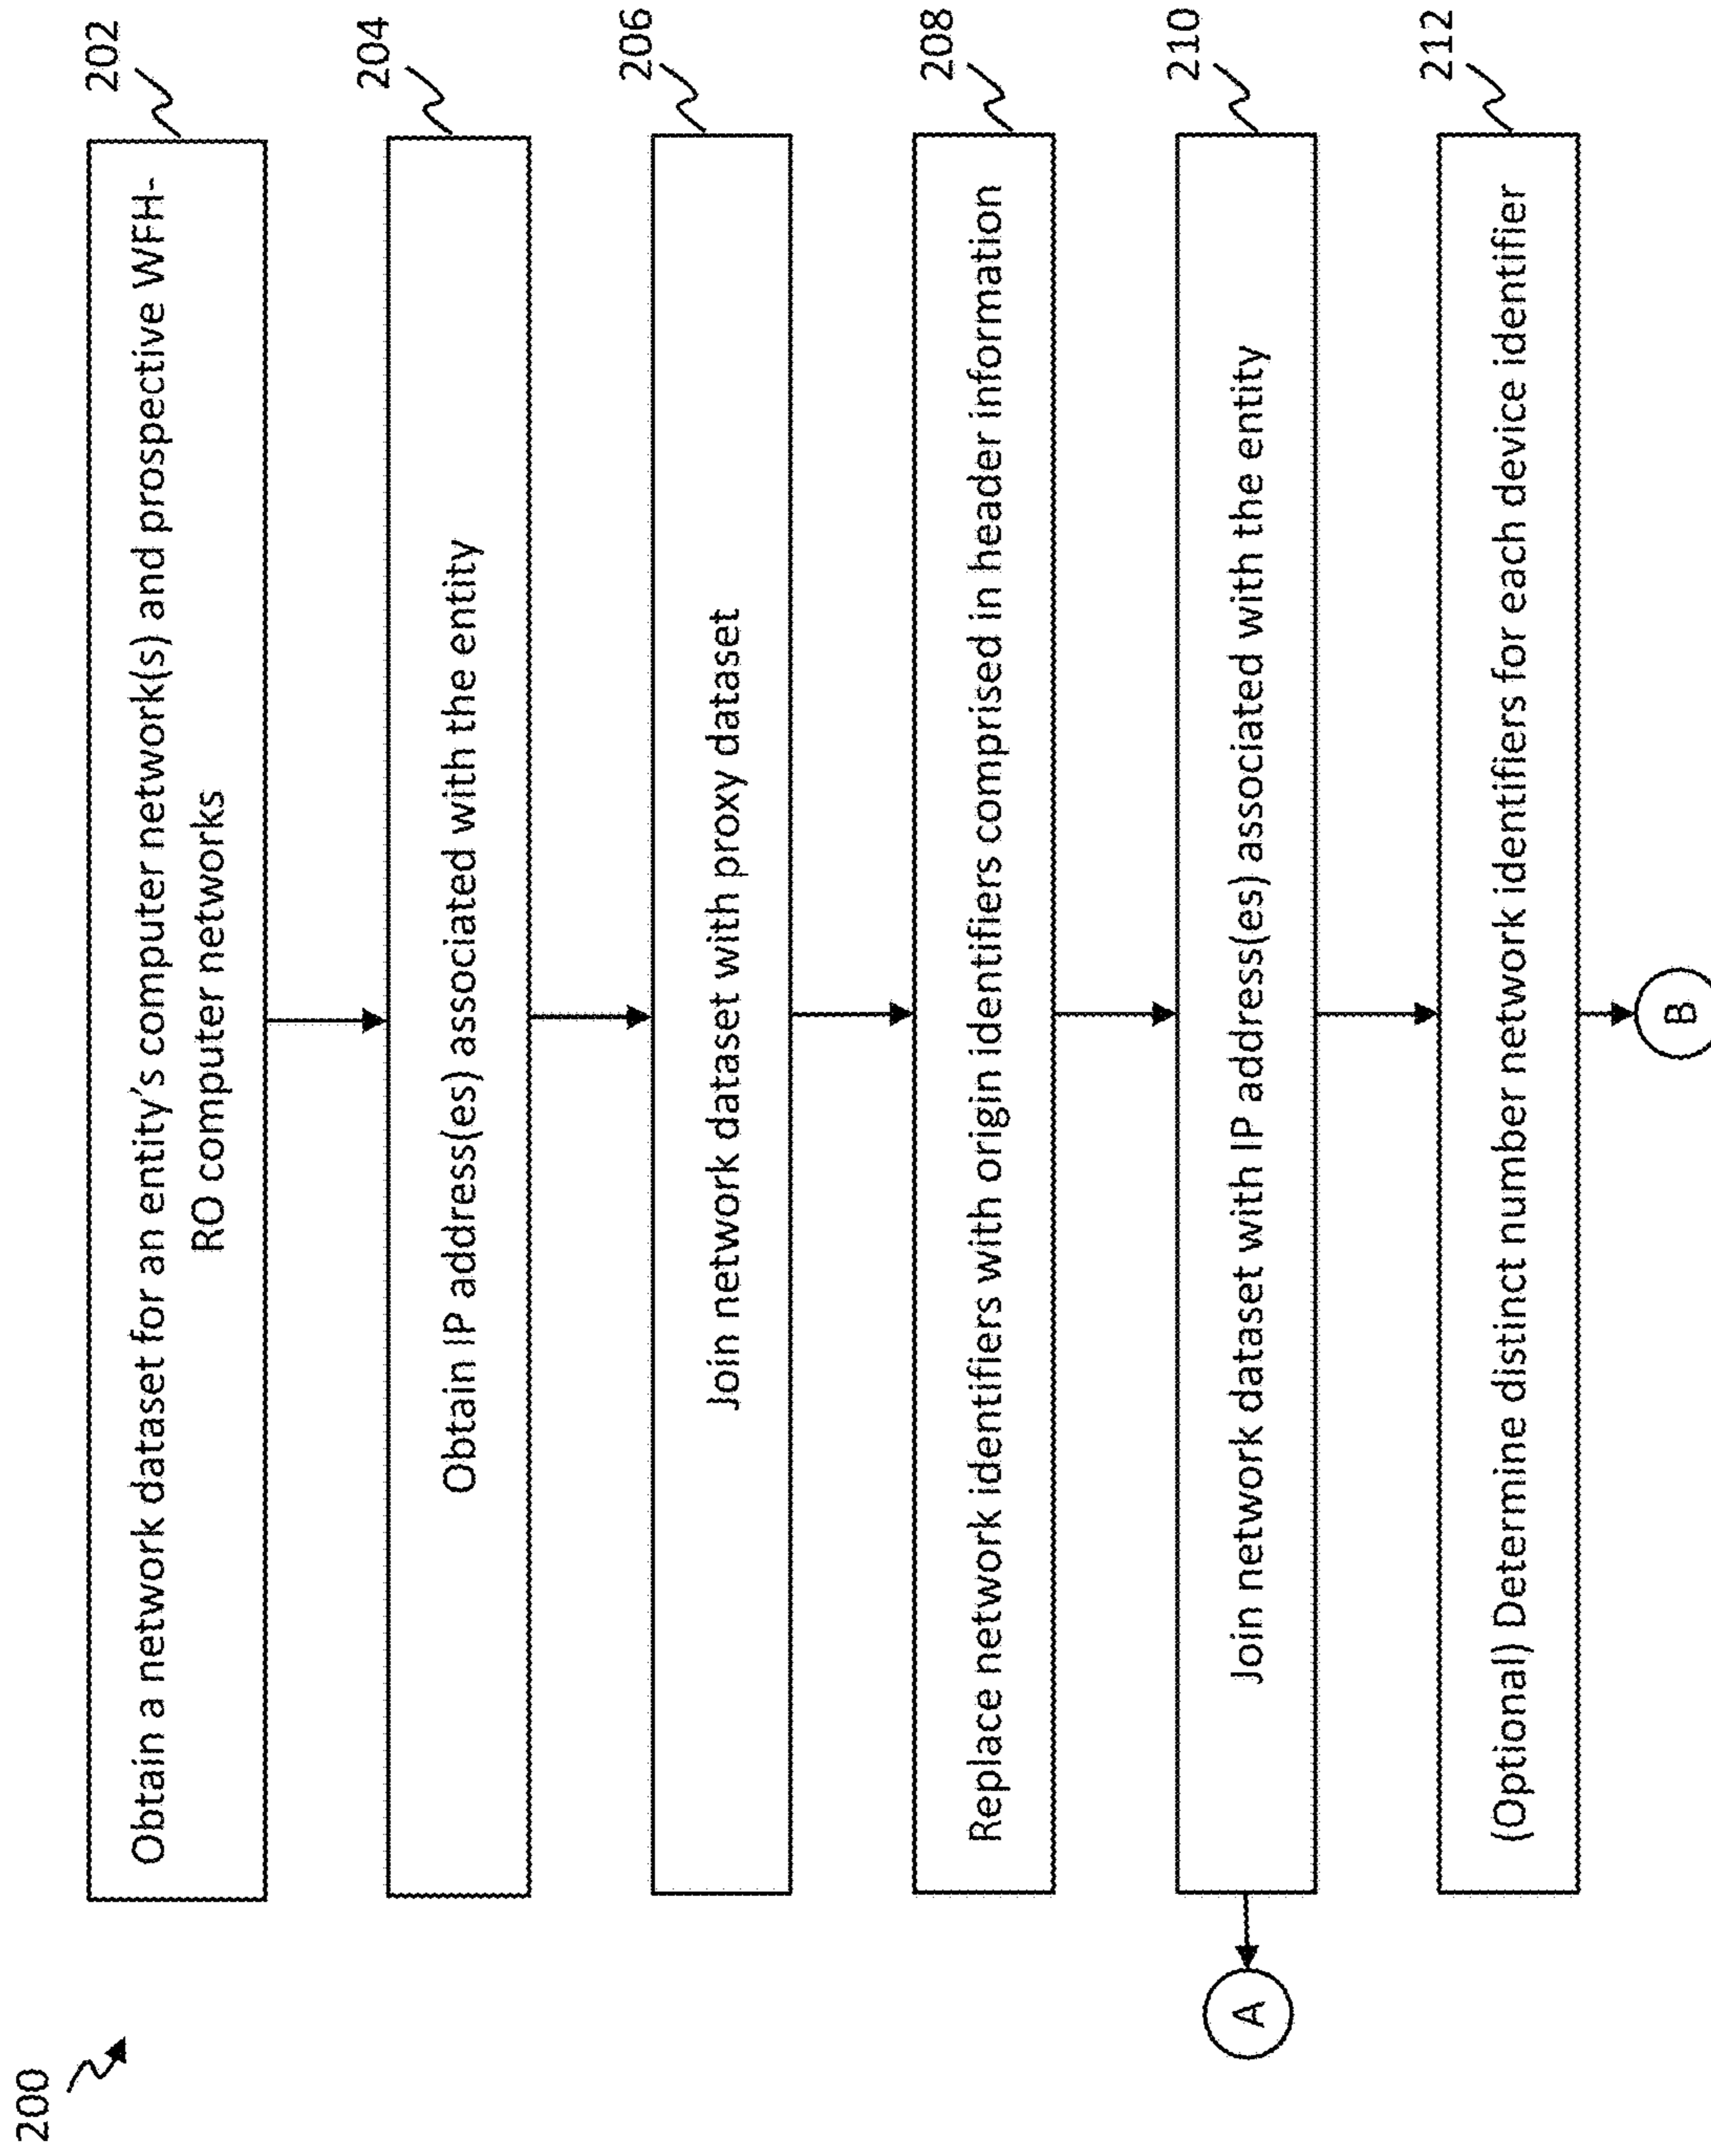 200
Obtain a network dataset for an entity's computer network(s) and prospective WFH-
RO computer networks
202
Obtain IP address(es) associated with the entity
204
Join network dataset with proxy dataset
206
Replace network identifiers with origin identifiers comprised in header information
208
Join network dataset with IP address(es) associated with the entity
210
A
(Optional) Determine distinct number network identifiers for each device identifier
212
B